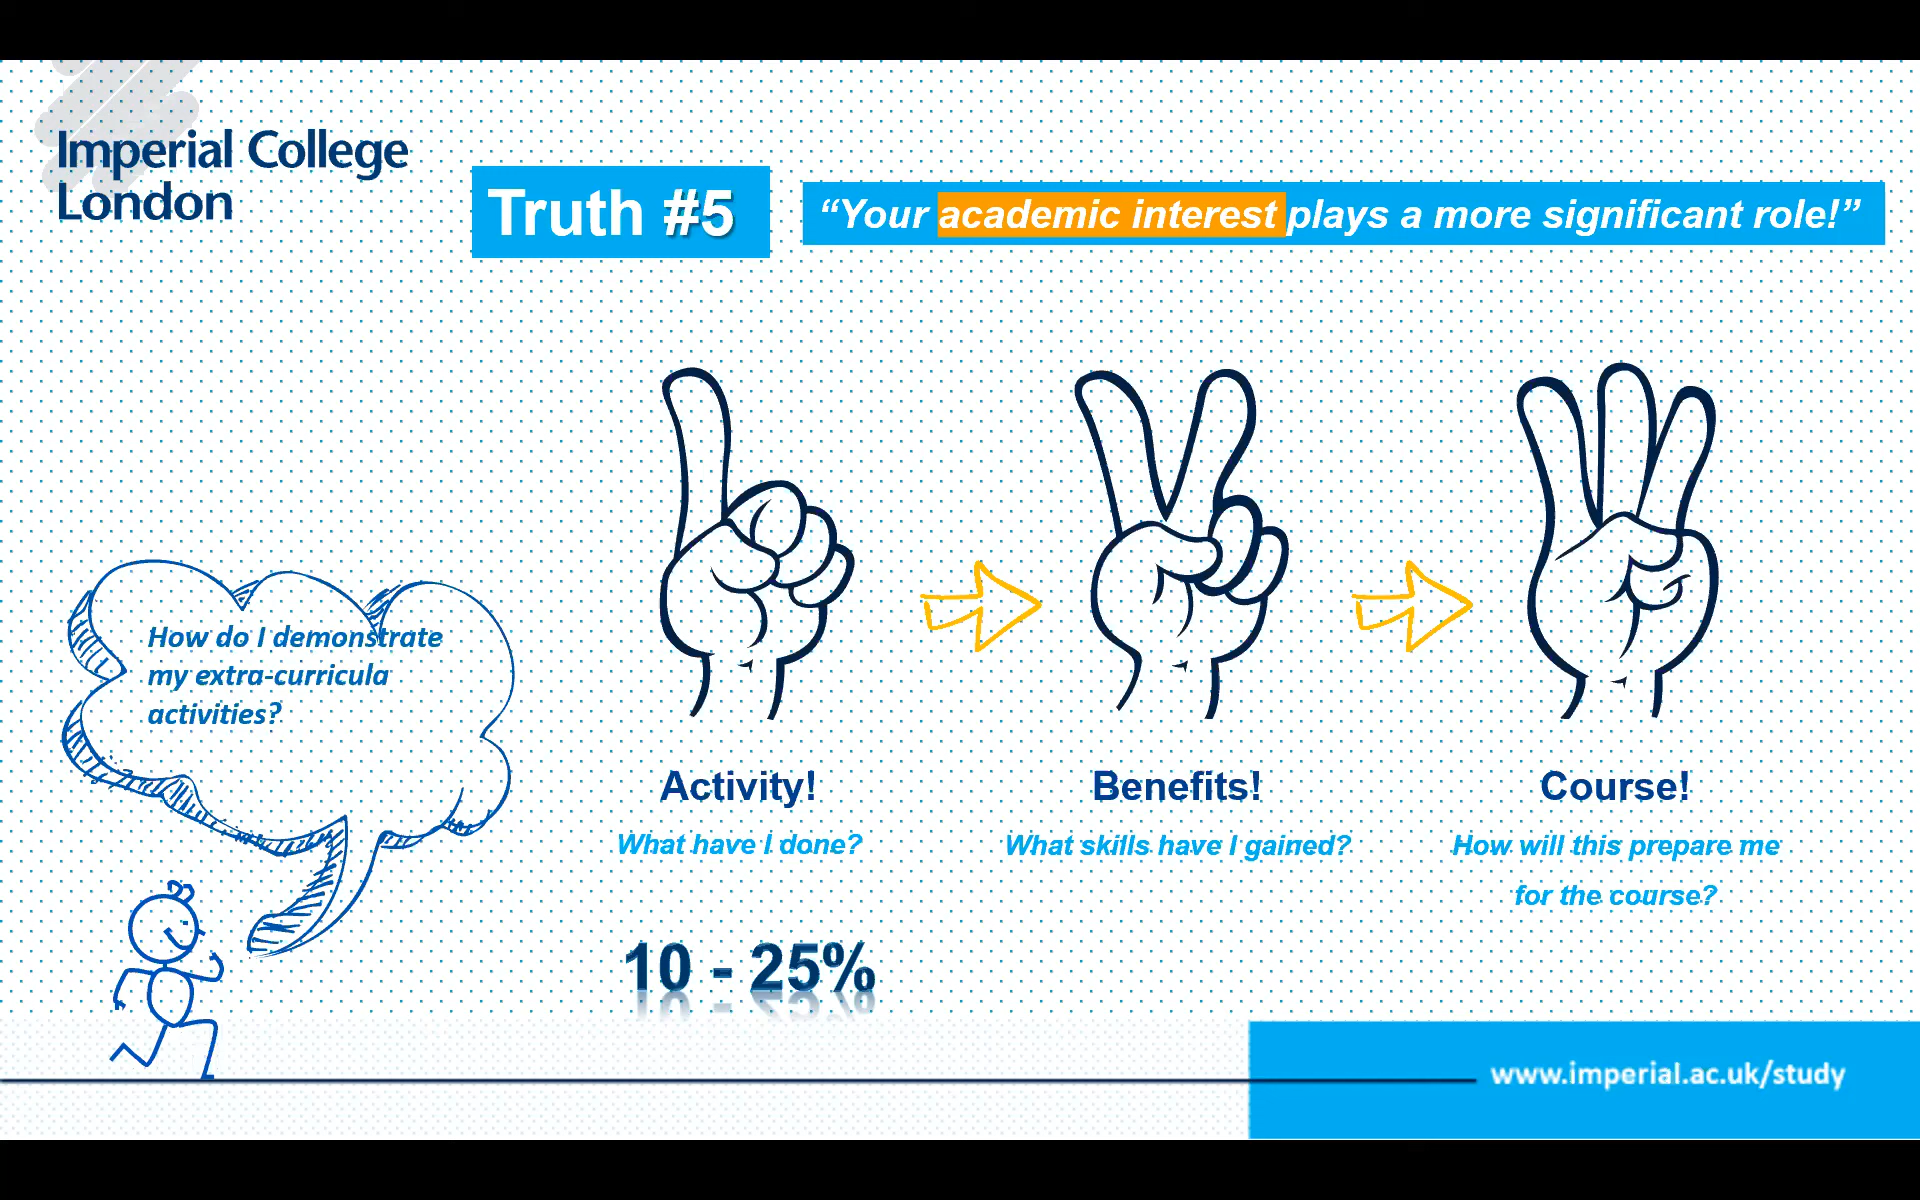 Imperial College
London
Truth #5
“Your academic interest plays a more significant role!”
How do I demonstrate
my extra-curricula
activities?
Activity!
What have I done?
Benefits!
What skills have I gained?
Course!
How will this prepare me
for the course?
10 - 25%
www.imperial.ac.uk/study